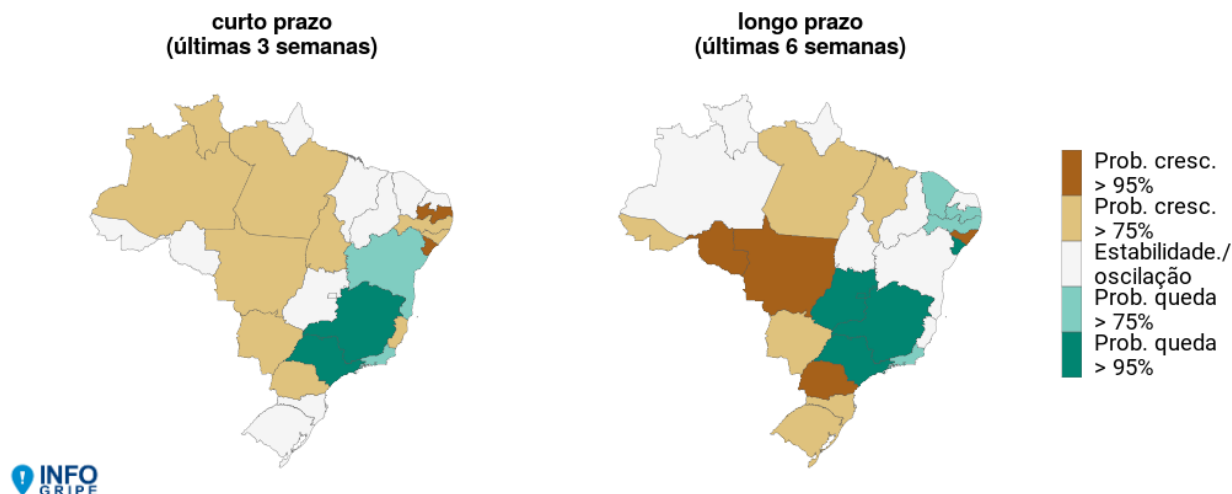 curto prazo
(últimas 3 semanas)
longo prazo
(últimas 6 semanas)
Prob. cresc.
> 95%
Prob. cresc.
> 75%
Estabilidade./
oscilação
Prob. queda
> 75%
Prob. queda
> 95%
INFO
GRIPE